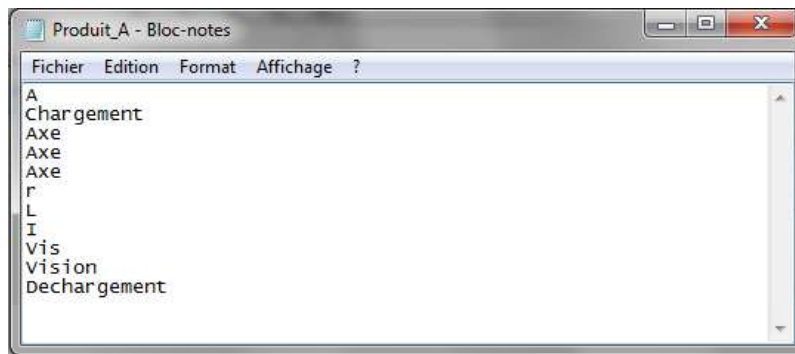 Produit_A - Bloc-notes
Fichier Edition Format Affichage ?
A
Chargement
Axe
Axe
Axe
r
L
I
Vis
Vision
Dechargement